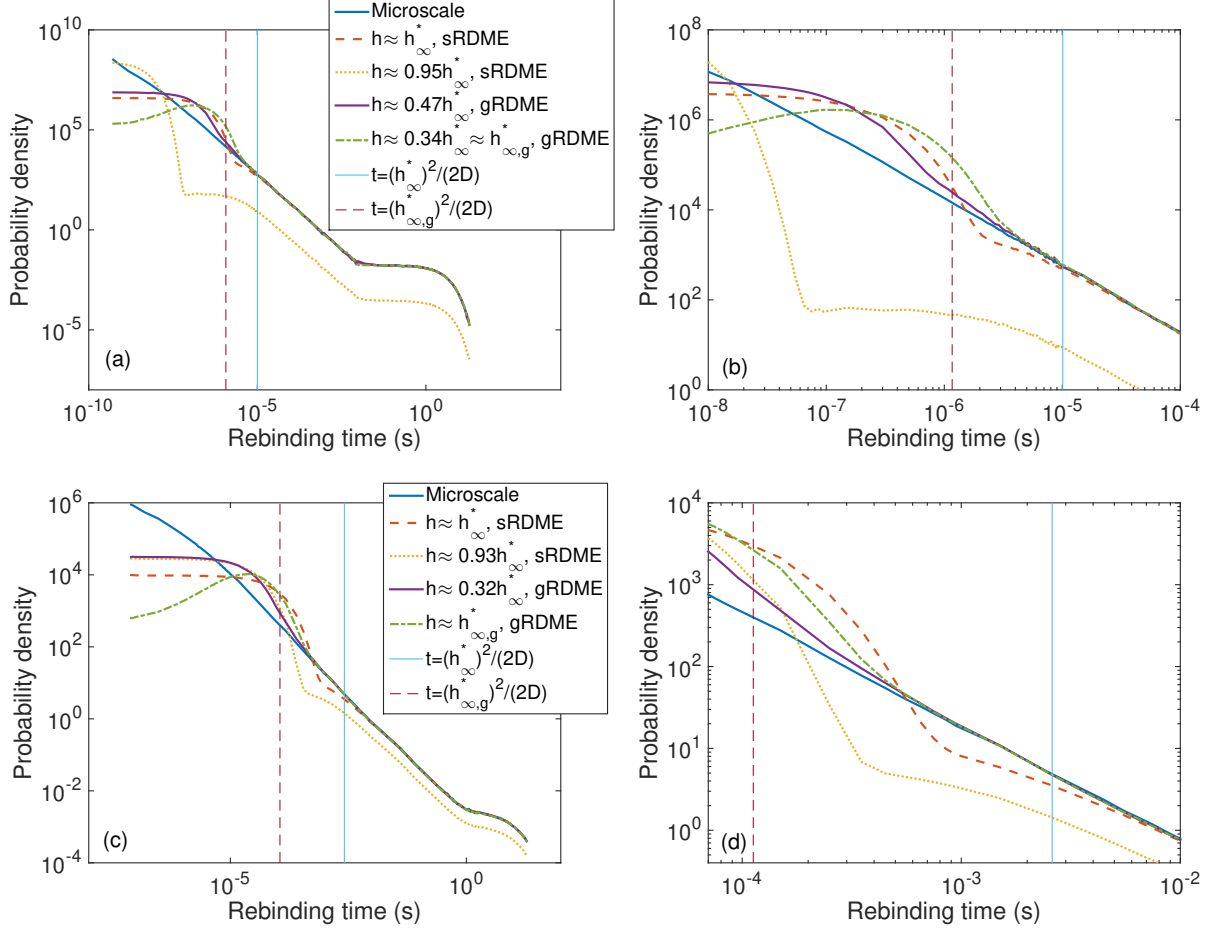 10^10
10^5
10^0
10^-5
Probability density
(a)
10^-10
10^-5
10^0
Rebinding time (s)
Microscale
h≈ h*_∞, sRDME
h≈ 0.95h*_∞, sRDME
h≈ 0.47h*_∞, gRDME
h≈ 0.34h*_∞≈ h*_∞,g, gRDME
t=(h*_∞)^2/(2D)
t=(h*_∞,g)^2/(2D)
10^8
10^6
10^4
10^2
10^0
Probability density
(b)
10^-8
10^-7
10^-6
10^-5
10^-4
Rebinding time (s)
10^6
10^4
10^2
10^0
10^-2
10^-4
Probability density
(c)
10^-5
10^0
Rebinding time (s)
Microscale
h≈ h*_∞, sRDME
h≈ 0.93h*_∞, sRDME
h≈ 0.32h*_∞, gRDME
h≈ h*_∞,g, gRDME
t=(h*_∞)^2/(2D)
t=(h*_∞,g)^2/(2D)
10^4
10^3
10^2
10^1
10^0
Probability density
(d)
10^-4
10^-3
10^-2
Rebinding time (s)